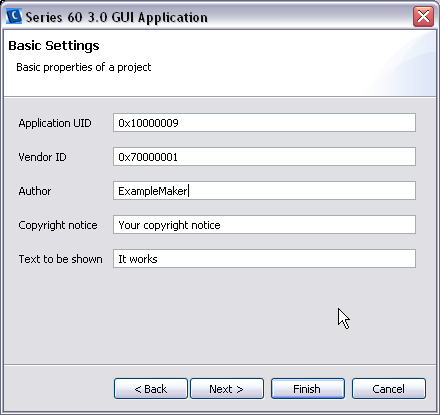 Series 60 3.0 GUI Application
Basic Settings
Basic properties of a project
Application UID 0x10000009
Vendor ID 0x70000001
Author ExampleMaker
Copyright notice Your copyright notice
Text to be shown It works
< Back Next > Finish Cancel